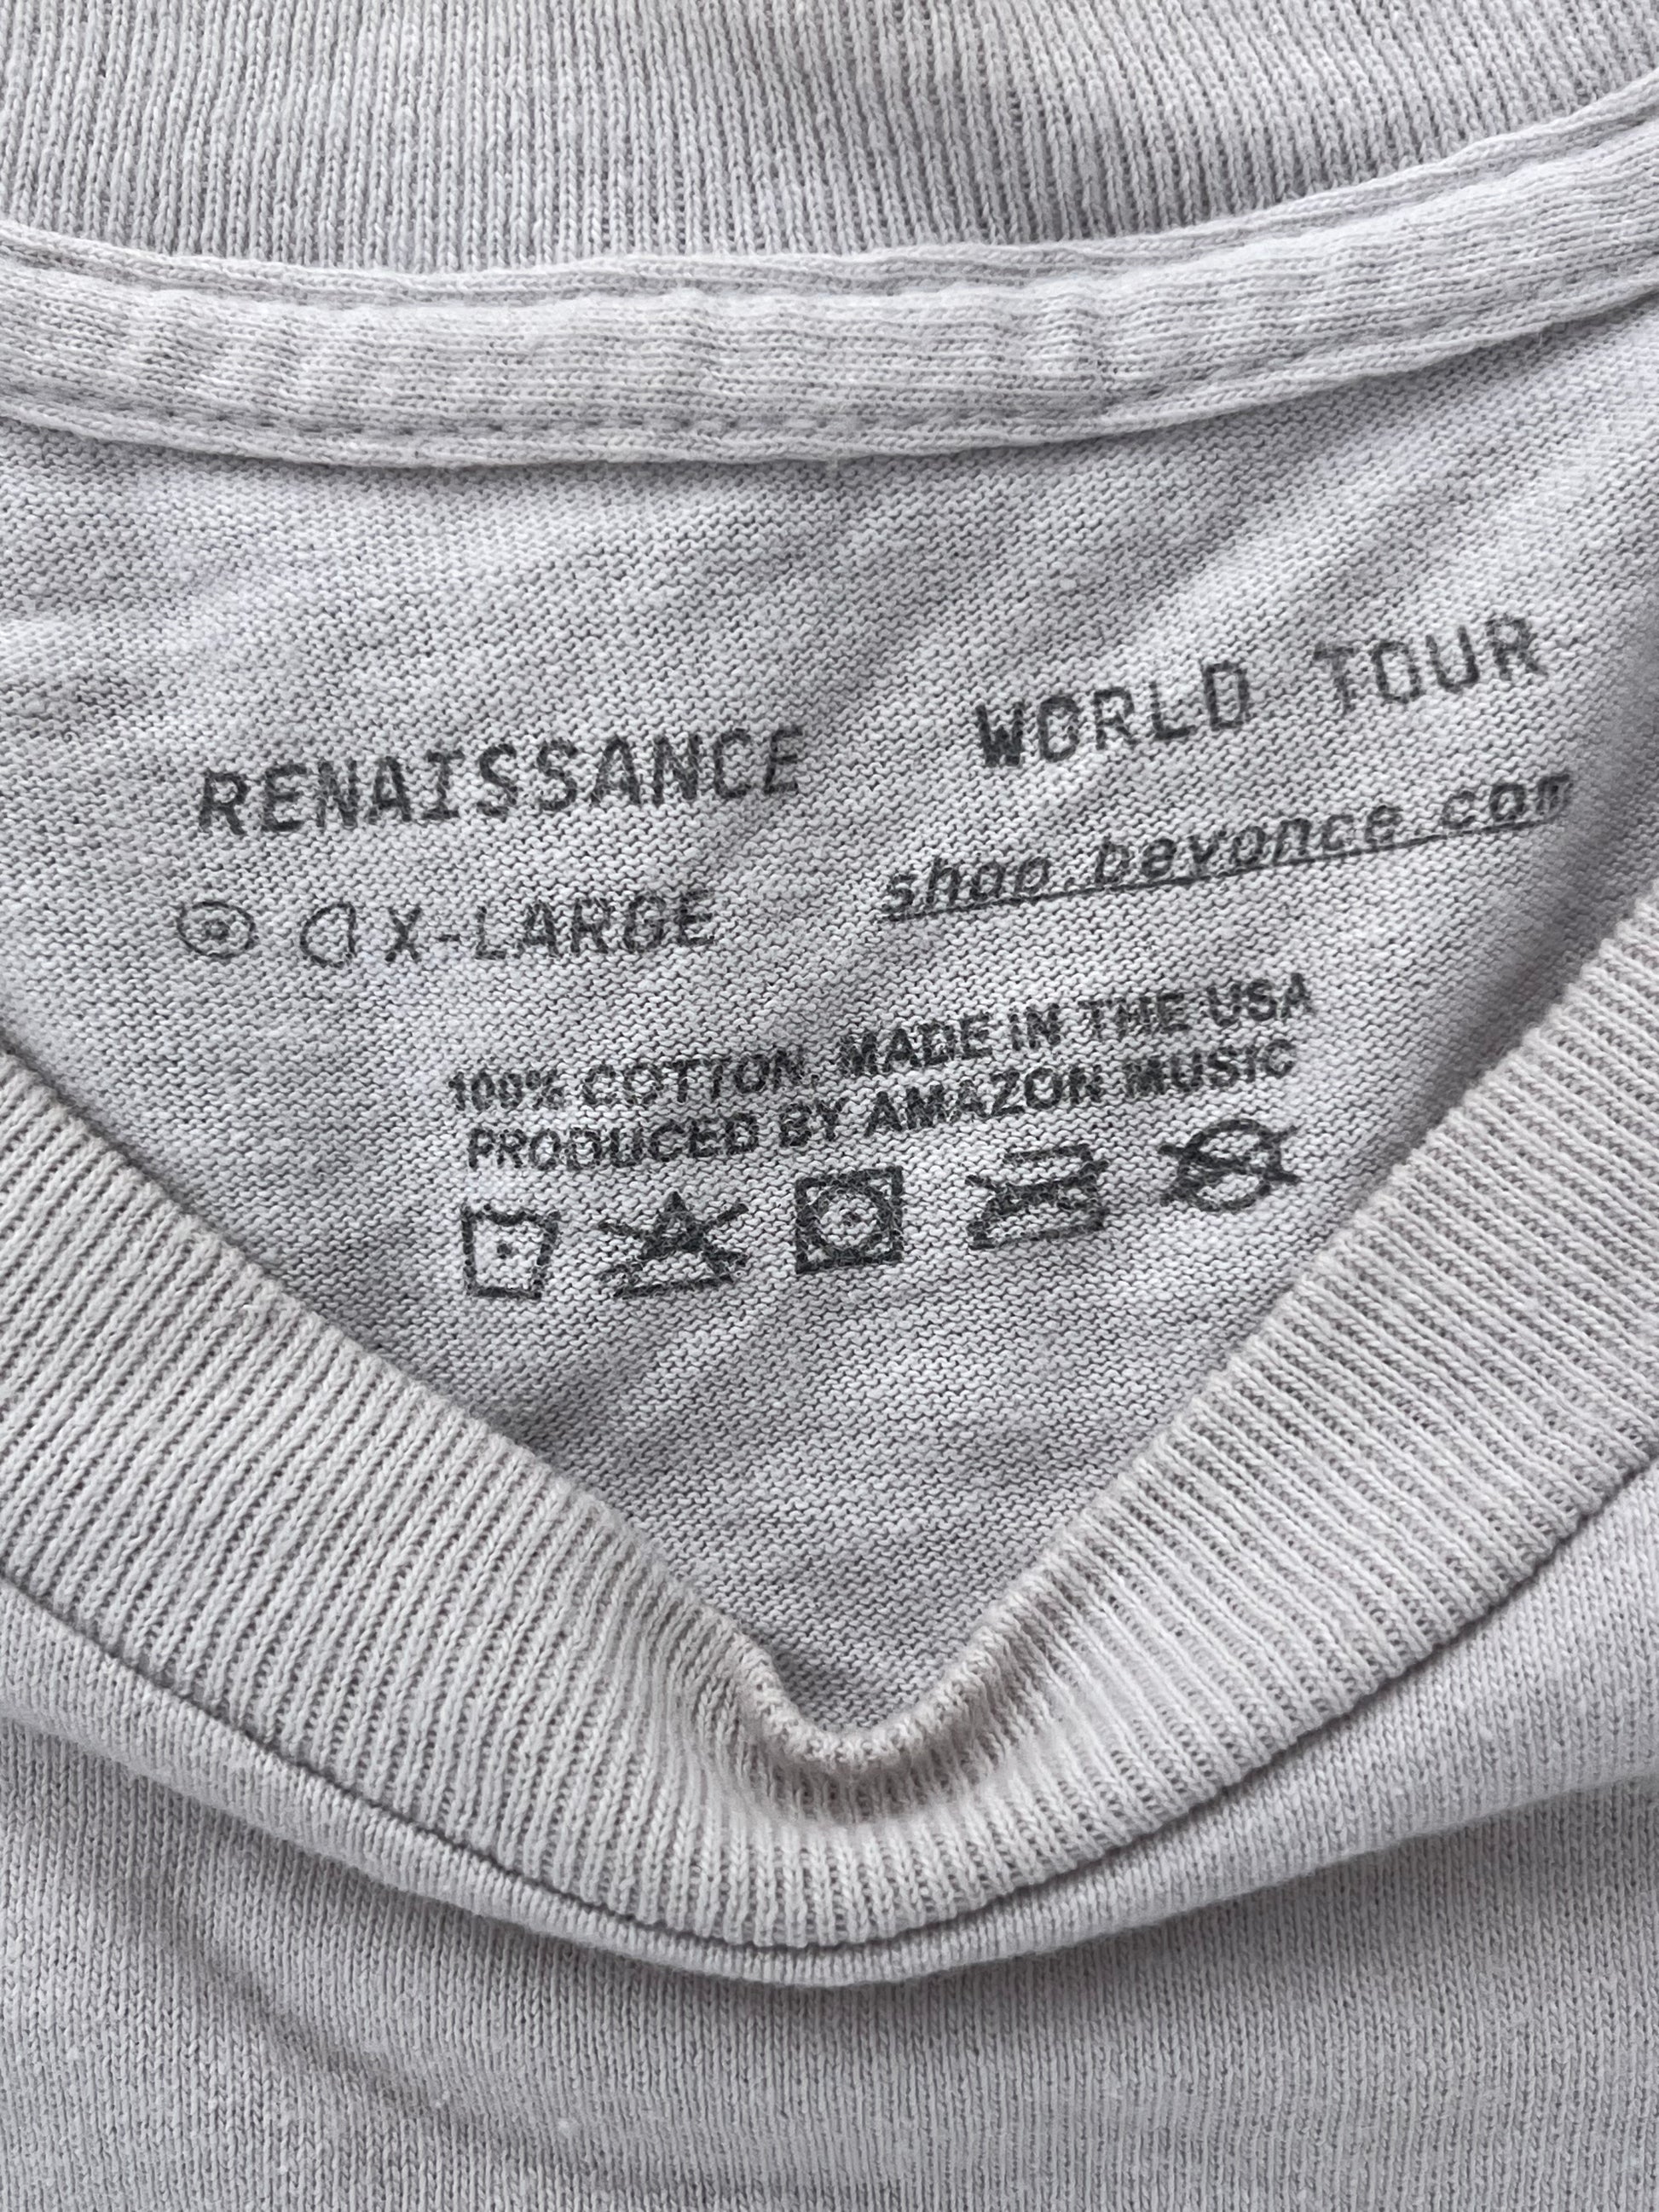 RENAISSANCE WORLD TOUR
X-LARGE shop.beyonce.com
100% COTTON, MADE IN THE USA
PRODUCED BY AMAZON MUSIC